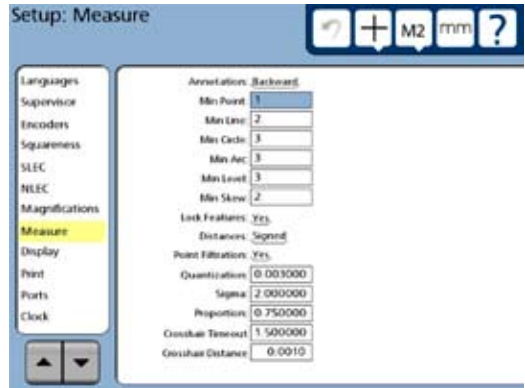 Setup: Measure
M2 mm ?
Languages
Supervisor
Encoders
Squareness
SLEC
NLEC
Magnifications
Measure
Display
Print
Ports
Clock
Annotation: Backward
Min Point: 1
Min Line: 2
Min Circle: 3
Min Arc: 3
Min Level: 3
Min Skew: 2
Lock Features: Yes
Distances: Signed
Point Filtration: Yes
Quantization: 0.003000
Sigma: 2.000000
Proportion: 0.750000
Crosshair Timeout: 1.500000
Crosshair Distance: 0.0010